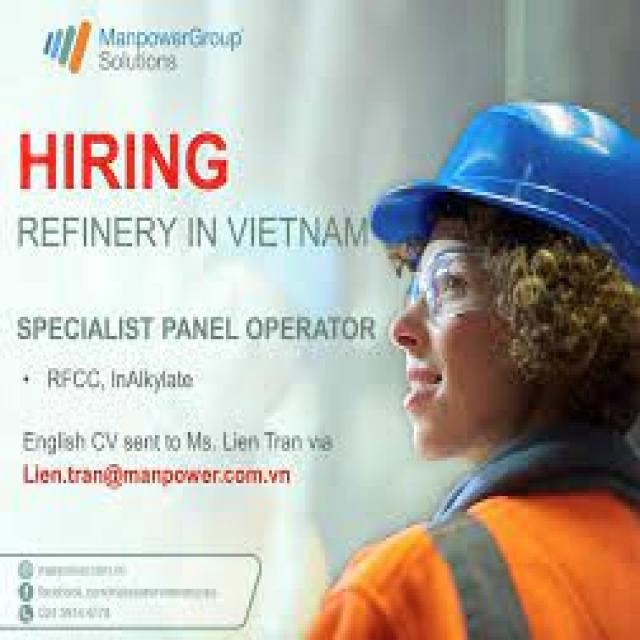 ManpowerGroup
Solutions
HIRING
REFINERY IN VIETNAM
SPECIALIST PANEL OPERATOR
• RFCC, InAlkylate
English CV sent to Ms. Lien Tran via
Lien.tran@manpower.com.vn